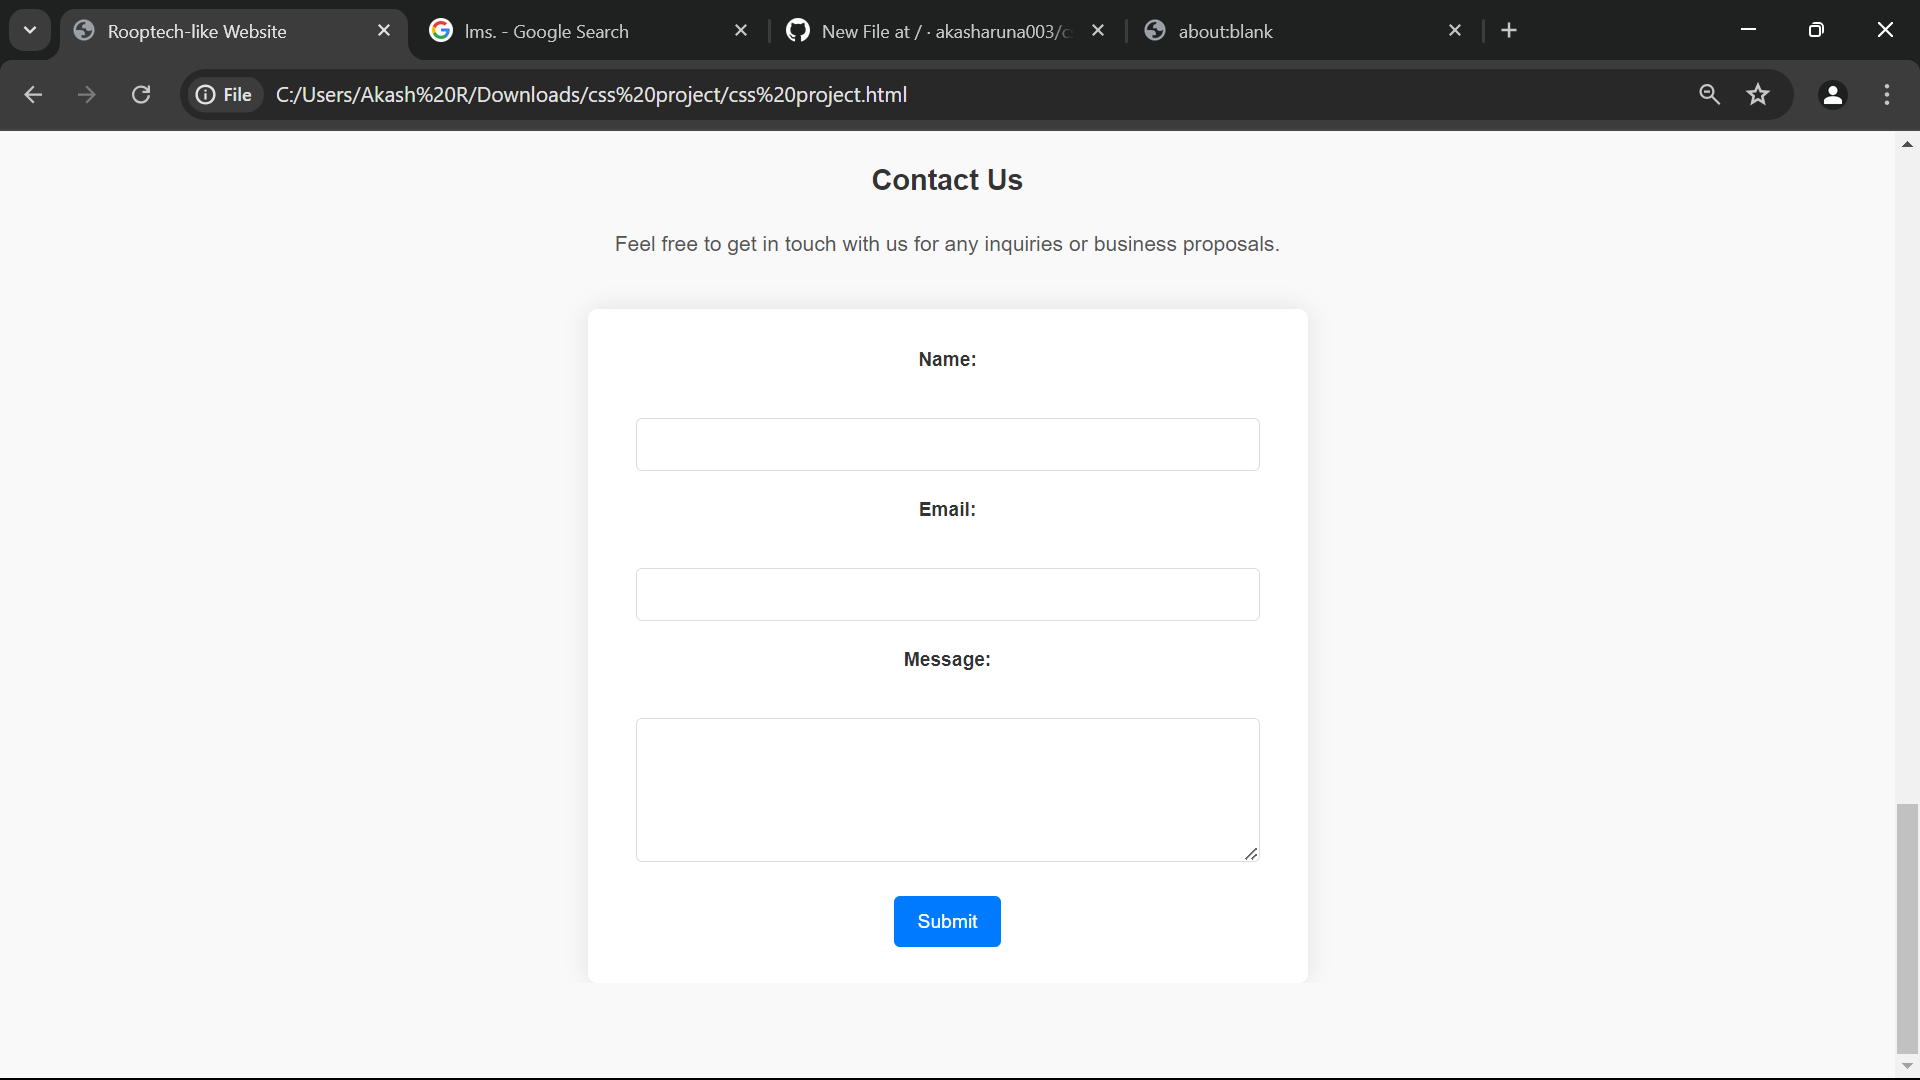 Rooptech-like Website
lms. - Google Search
New File at / · akasharuna003/c
about:blank
File
C:/Users/Akash%20R/Downloads/css%20project/css%20project.html
Contact Us
Feel free to get in touch with us for any inquiries or business proposals.
Name:
Email:
Message:
Submit